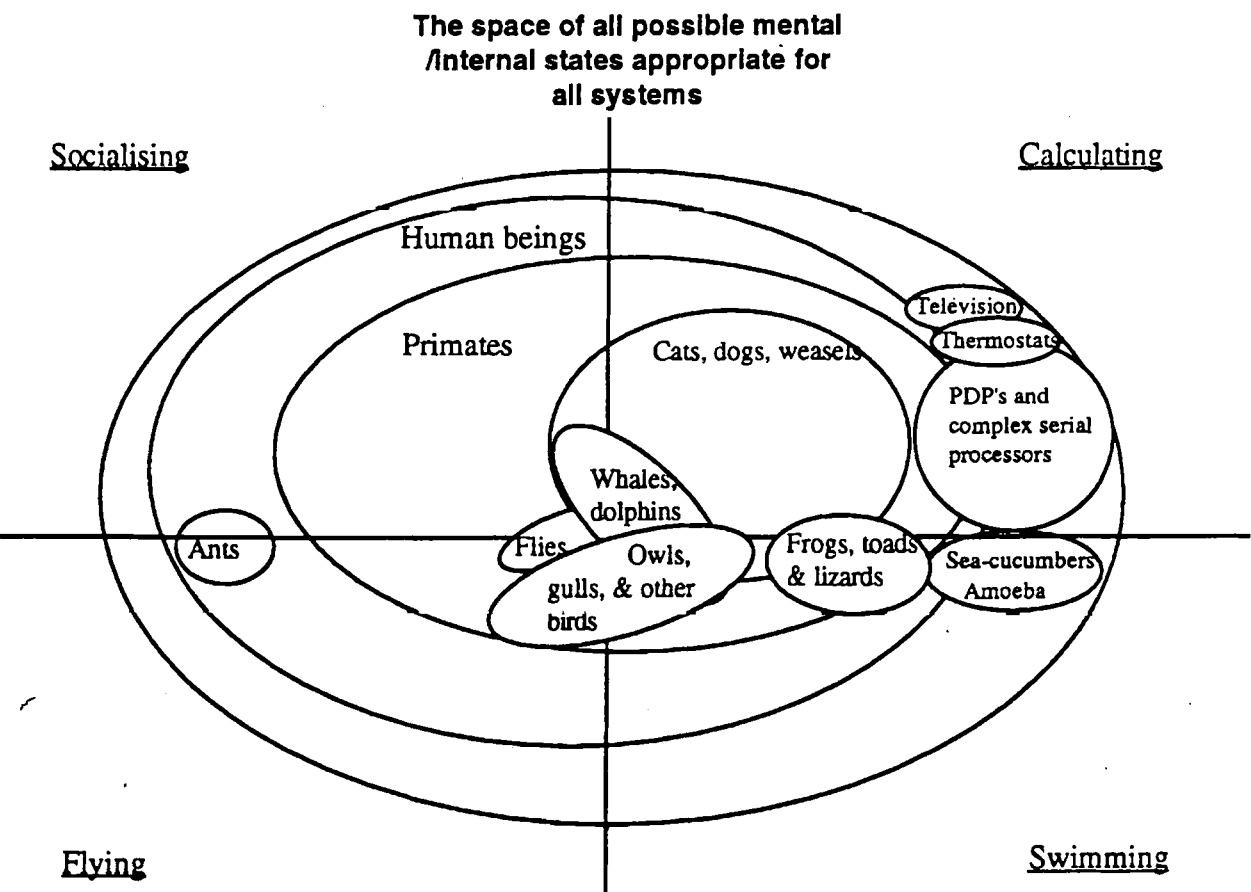 The space of all possible mental
/internal states appropriate for
all systems
Socialising
Calculating
Human beings
Television
Thermostats
Primates
Cats, dogs, weasels
PDP's and
complex serial
processors
Whales,
dolphins
Ants
Flies
Owls,
gulls, & other
birds
Frogs, toads
& lizards
Sea-cucumbers
Amoeba
Flying
Swimming